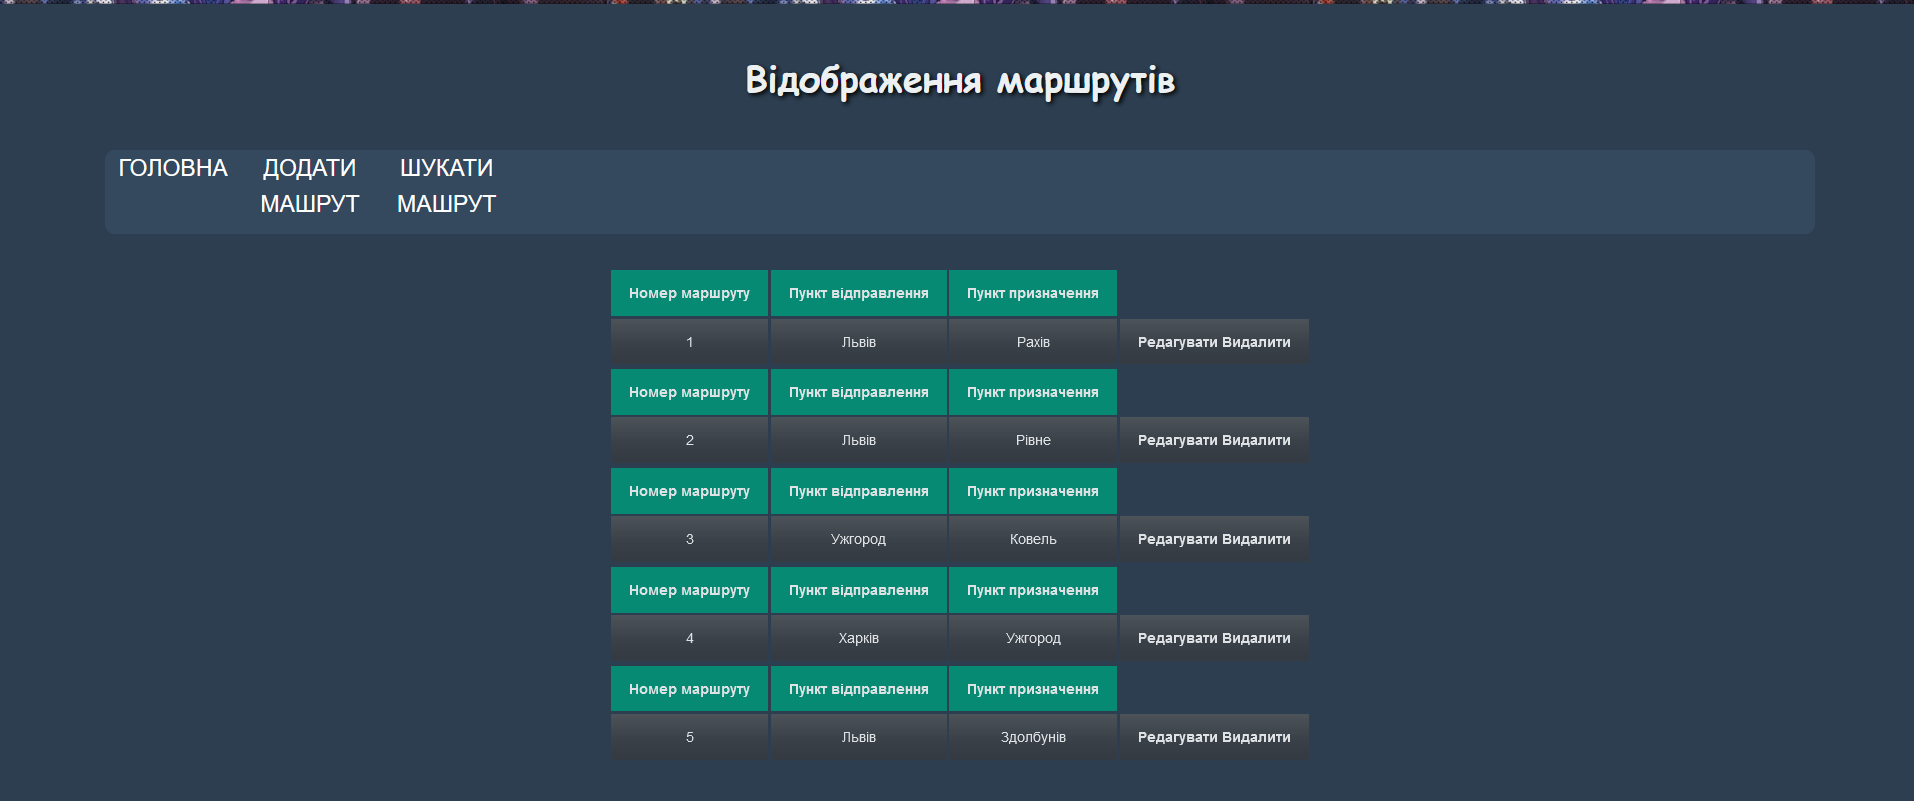 Відображення маршрутів
ГОЛОВНА ДОДАТИ ШУКАТИ
МАШРУТ МАШРУТ
Номер маршруту Пункт відправлення Пункт призначення
1 Львів Рахів Редагувати Видалити
Номер маршруту Пункт відправлення Пункт призначення
2 Львів Рівне Редагувати Видалити
Номер маршруту Пункт відправлення Пункт призначення
3 Ужгород Ковель Редагувати Видалити
Номер маршруту Пункт відправлення Пункт призначення
4 Харків Ужгород Редагувати Видалити
Номер маршруту Пункт відправлення Пункт призначення
5 Львів Здолбунів Редагувати Видалити